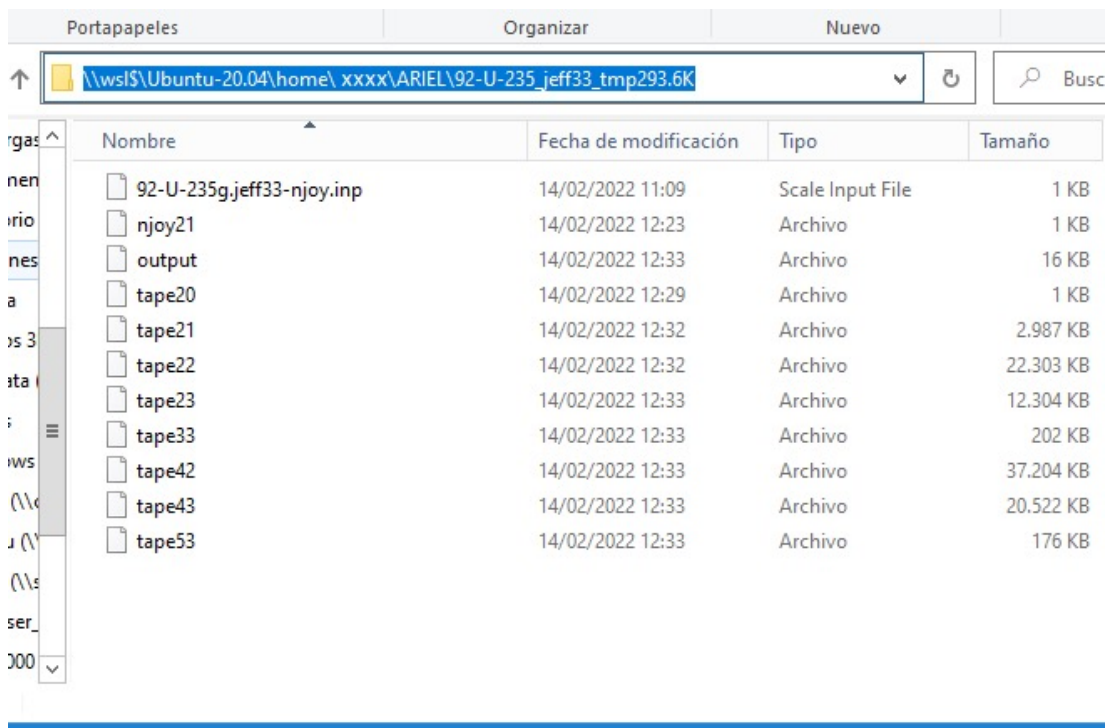 Portapapeles Organizar Nuevo
\\wsl$\Ubuntu-20.04\home\ xxxx\ARIEL\92-U-235_jeff33_tmp293.6K Busc
Nombre Fecha de modificación Tipo Tamaño
92-U-235g.jeff33-njoy.inp 14/02/2022 11:09 Scale Input File 1 KB
njoy21 14/02/2022 12:23 Archivo 1 KB
output 14/02/2022 12:33 Archivo 16 KB
tape20 14/02/2022 12:29 Archivo 1 KB
tape21 14/02/2022 12:32 Archivo 2.987 KB
tape22 14/02/2022 12:32 Archivo 22.303 KB
tape23 14/02/2022 12:33 Archivo 12.304 KB
tape33 14/02/2022 12:33 Archivo 202 KB
tape42 14/02/2022 12:33 Archivo 37.204 KB
tape43 14/02/2022 12:33 Archivo 20.522 KB
tape53 14/02/2022 12:33 Archivo 176 KB